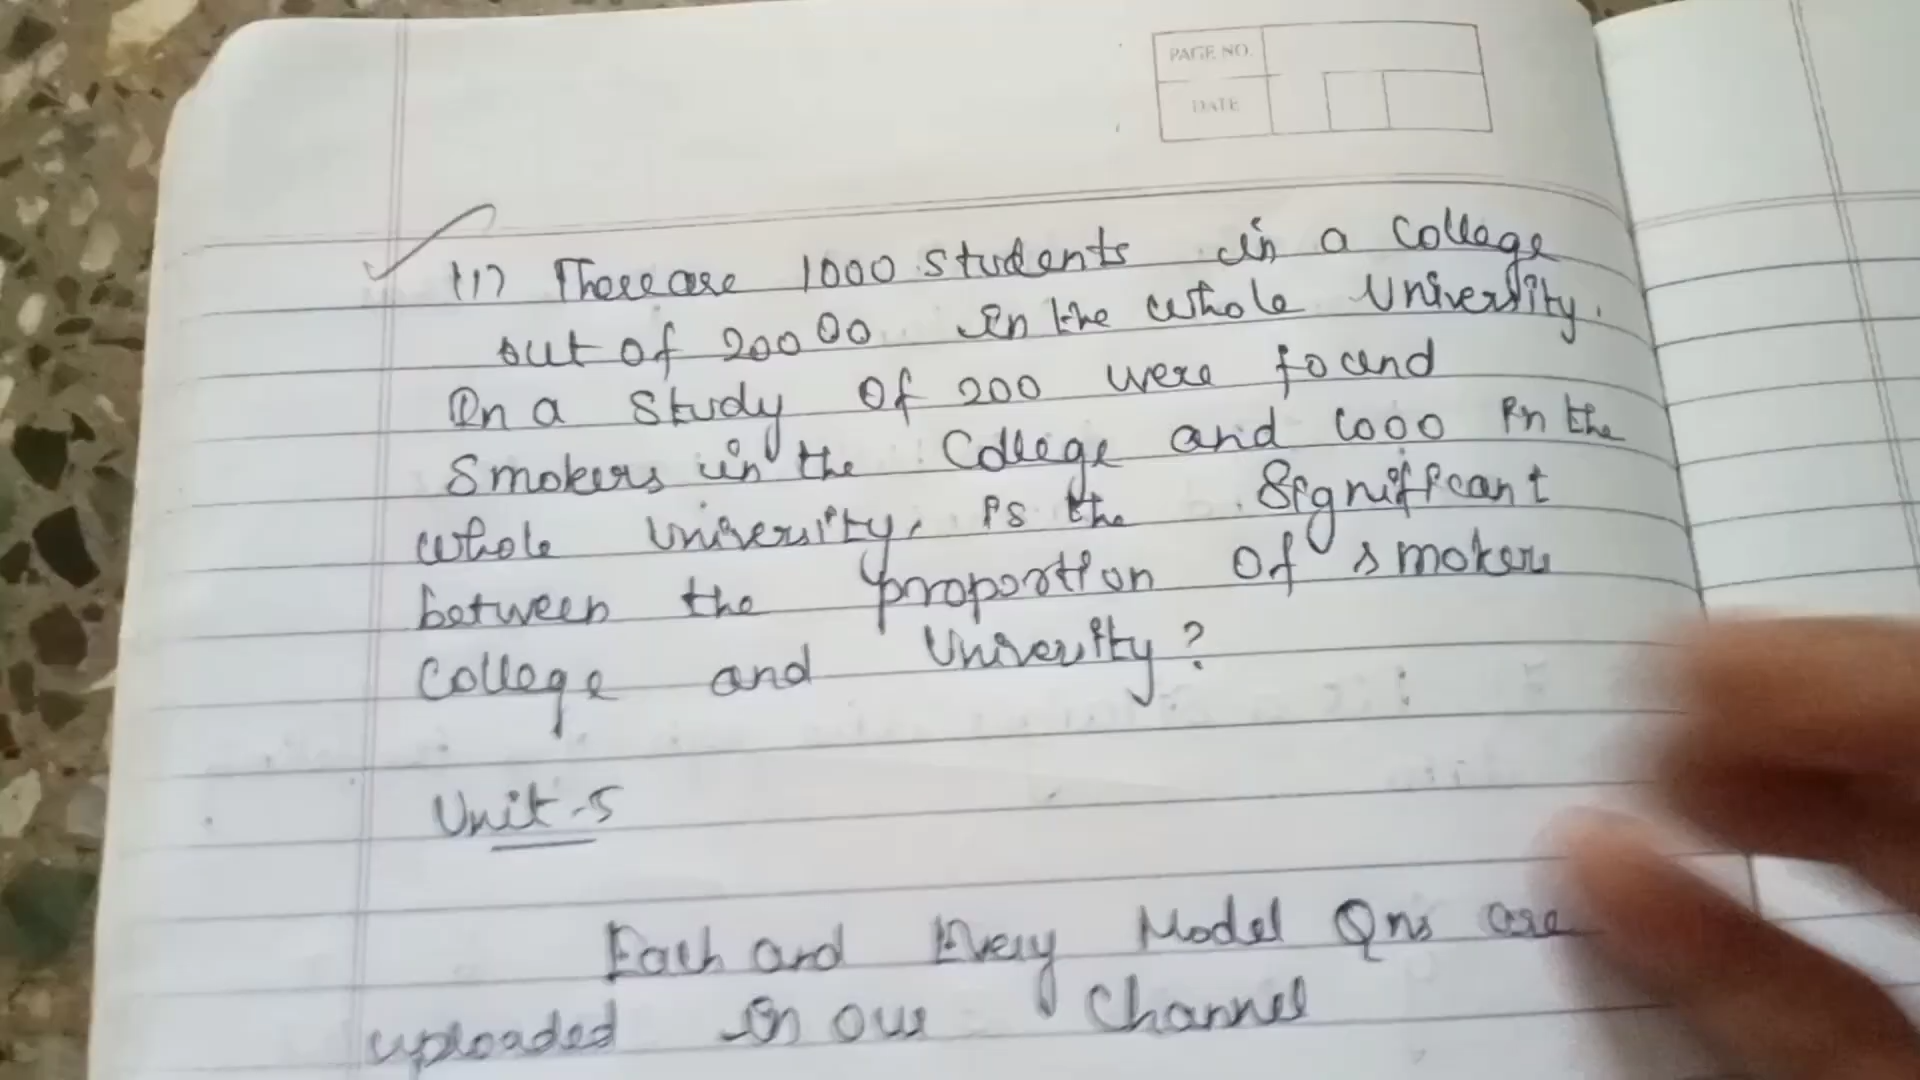 PAGE NO.
DATE
(1) There are 1000 students in a college
out of 20000 in the whole University.
In a study of 200 were found
smokers in the College and 1000 in the
whole university, is the significant
between the proportion of smoker
college and University?
Unit-5
Each and Every Model Qns are
uploaded in our Channel